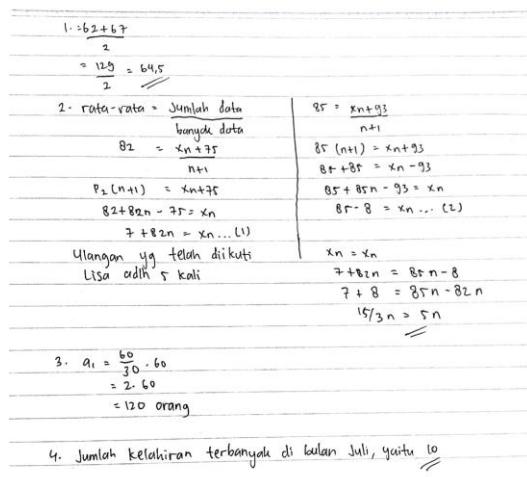 1. = 62+67
2
= 129 = 64,5
2
2. rata-rata = Jumlah data
banyak data
82 = xn + 75
n+1
P2 (n+1) = xn+75
82+82n - 75 = xn
7 +82n = xn ... (1)
Ulangan yg telah diikuti
Lisa adlh 5 kali
85 = xn+93
n+1
85 (n+1) = xn+93
85 +85 = xn - 93
85 + 85n - 93 = xn
85 - 8 = xn ... (2)
xn = xn
7+82n = 85 n - 8
7 + 8 = 85n - 82 n
15/3 n = 5n
3. a1 = 60 . 60
30
= 2. 60
= 120 orang
4. Jumlah kelahiran terbanyak di bulan Juli, yaitu 10